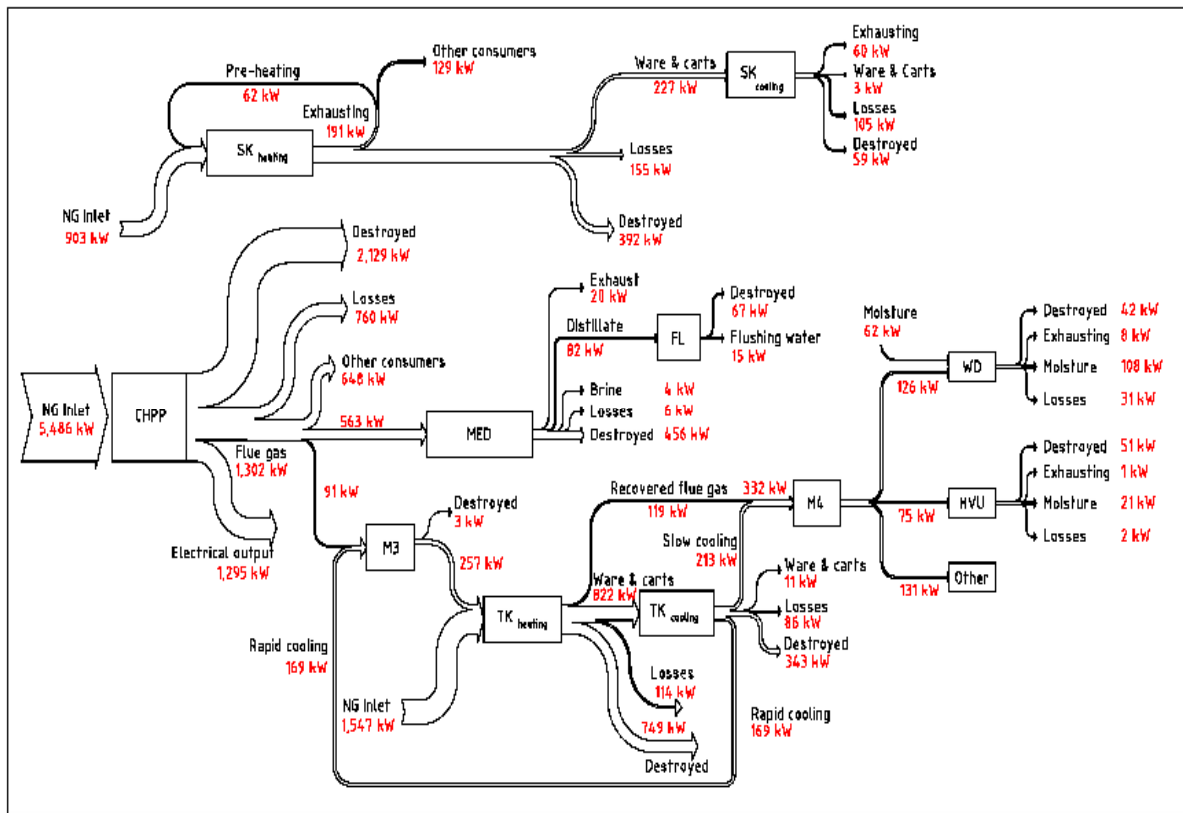 Other consumers
129 kW
Pre-heating
62 kW
Exhausting
191 kW
SK heating
NG Inlet
903 kW
Ware & carts
227 kW
SK cooling
Exhausting
60 kW
Ware & Carts
3 kW
Losses
105 kW
Destroyed
59 kW
Losses
155 kW
Destroyed
392 kW
Destroyed
2,129 kW
Losses
760 kW
Other consumers
648 kW
NG Inlet
5,486 kW
CHPP
563 kW
Flue gas
1,302 kW
Electrical output
1,295 kW
MED
Exhaust
20 kW
Distillate
82 kW
FL
Destroyed
67 kW
Flushing water
15 kW
Brine 4 kW
Losses 6 kW
Destroyed 456 kW
91 kW
M3
Destroyed
3 kW
257 kW
Rapid cooling
169 kW
NG Inlet
1,547 kW
TK heating
Recovered flue gas
119 kW
332 kW
Slow cooling
213 kW
Ware & carts
822 kW
TK cooling
Ware & carts
11 kW
Losses
86 kW
Destroyed
343 kW
Losses
114 kW
749 kW
Destroyed
Rapid cooling
169 kW
M4
Moisture
62 kW
126 kW
WD
Destroyed 42 kW
Exhausting 8 kW
Moisture 108 kW
Losses 31 kW
75 kW
HVU
Destroyed 51 kW
Exhausting 1 kW
Moisture 21 kW
Losses 2 kW
131 kW
Other